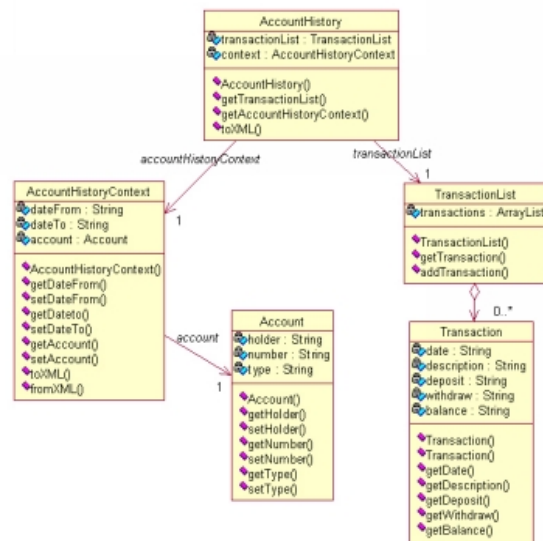 AccountHistory
transactionList : TransactionList
context : AccountHistoryContext
AccountHistory()
getTransactionList()
getAccountHistoryContext()
toXML()
accountHistoryContext
transactionList
1
1
AccountHistoryContext
dateFrom : String
dateTo : String
account : Account
AccountHistoryContext()
getDateFrom()
setDateFrom()
getDateto()
setDateTo()
getAccount()
setAccount()
toXML()
fromXML()
TransactionList
transactions : ArrayList
TransactionList()
getTransaction()
addTransaction()
account
1
0..*
Account
holder : String
number : String
type : String
Account()
getHolder()
setHolder()
getNumber()
setNumber()
getType()
setType()
Transaction
date : String
description : String
deposit : String
withdraw : String
balance : String
Transaction()
Transaction()
getDate()
getDescription()
getDeposit()
getWithdraw()
getBalance()